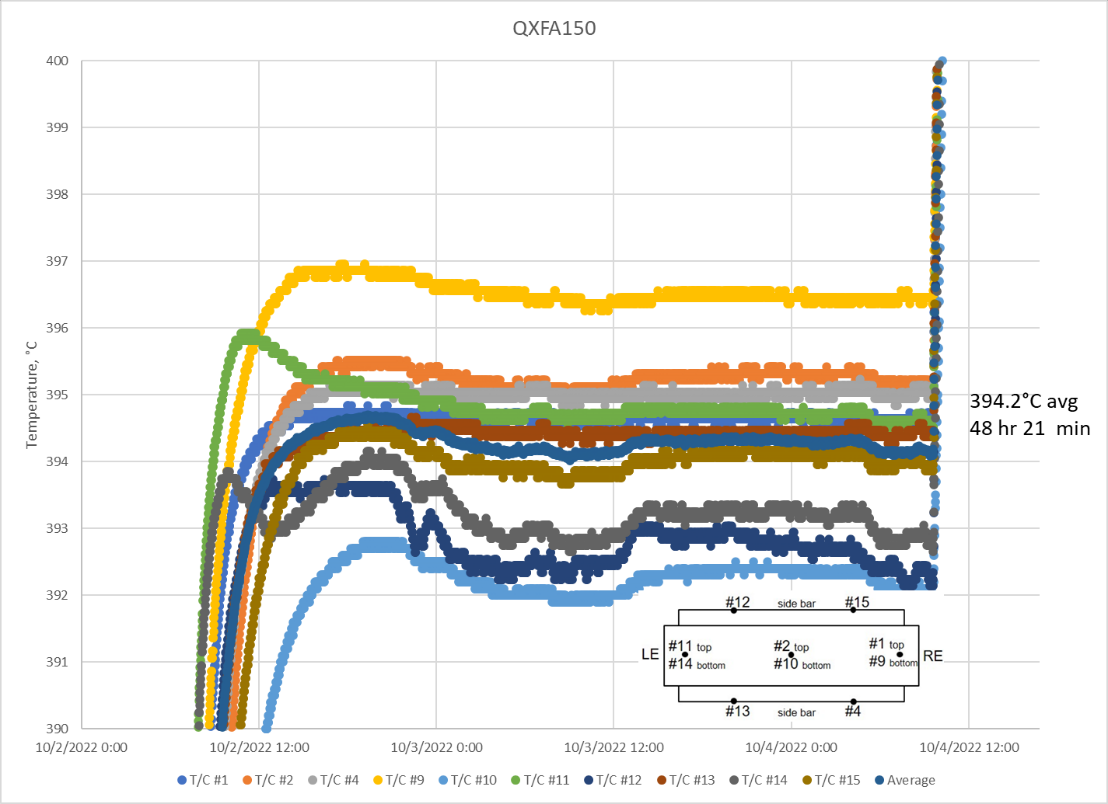 QXFA150
400
399
398
397
396
395
394
393
392
391
390
Temperature, °C
394.2°C avg
48 hr 21 min
#12 side bar #15
LE #11 top #2 top #1 top RE
#14 bottom #10 bottom #9 bottom
#13 side bar #4
10/2/2022 0:00 10/2/2022 12:00 10/3/2022 0:00 10/3/2022 12:00 10/4/2022 0:00 10/4/2022 12:00
T/C #1 T/C #2 T/C #4 T/C #9 T/C #10 T/C #11 T/C #12 T/C #13 T/C #14 T/C #15 Average